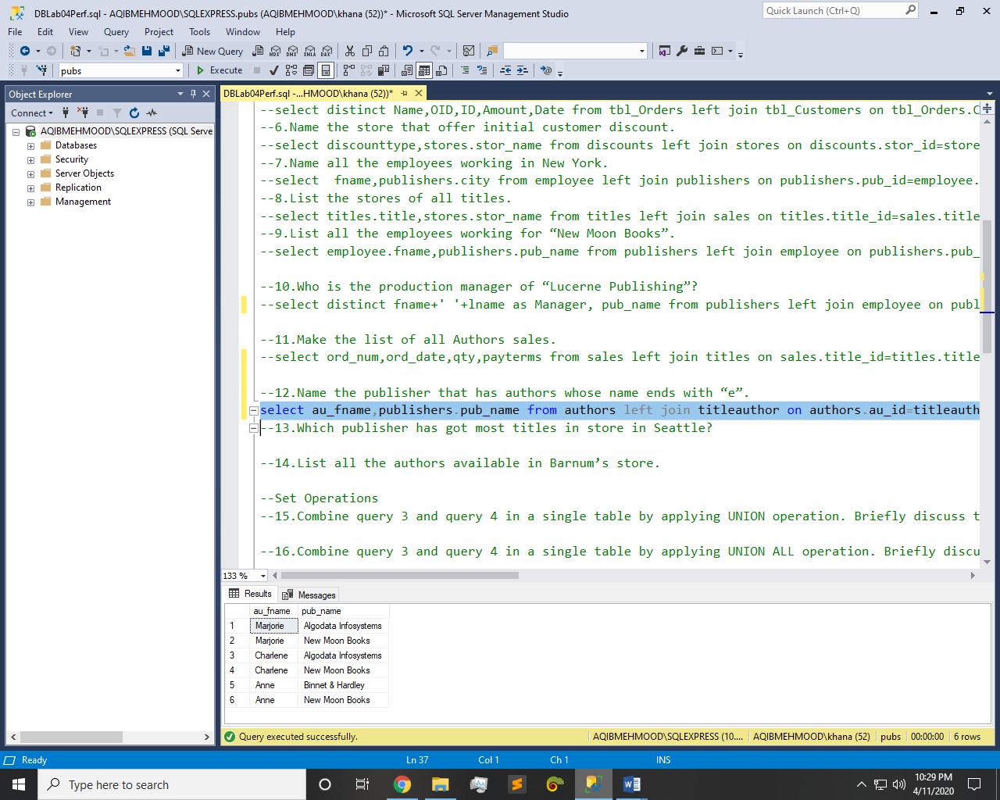 DBLab04Perf.sql - AQIBMEHMOOD\SQLEXPRESS.pubs (AQIBMEHMOOD\khana (52))* - Microsoft SQL Server Management Studio
Quick Launch (Ctrl+Q)
File Edit View Query Project Tools Window Help
New Query MDX DMX XMLA DAX
pubs Execute
Object Explorer
DBLab04Perf.sql -...HMOOD\khana (52))*
Connect
AQIBMEHMOOD\SQLEXPRESS (SQL Serve
Databases
Security
Server Objects
Replication
Management
--select distinct Name,OID,ID,Amount,Date from tbl_Orders left join tbl_Customers on tbl_Orders.C
--6.Name the store that offer initial customer discount.
--select discounttype,stores.stor_name from discounts left join stores on discounts.stor_id=store
--7.Name all the employees working in New York.
--select  fname,publishers.city from employee left join publishers on publishers.pub_id=employee.
--8.List the stores of all titles.
--select titles.title,stores.stor_name from titles left join sales on titles.title_id=sales.title
--9.List all the employees working for “New Moon Books”.
--select employee.fname,publishers.pub_name from publishers left join employee on publishers.pub_
--10.Who is the production manager of “Lucerne Publishing”?
--select distinct fname+' '+lname as Manager, pub_name from publishers left join employee on publ
--11.Make the list of all Authors sales.
--select ord_num,ord_date,qty,payterms from sales left join titles on sales.title_id=titles.title
--12.Name the publisher that has authors whose name ends with “e”.
select au_fname,publishers.pub_name from authors left join titleauthor on authors.au_id=titleauth
--13.Which publisher has got most titles in store in Seattle?
--14.List all the authors available in Barnum’s store.
--Set Operations
--15.Combine query 3 and query 4 in a single table by applying UNION operation. Briefly discuss t
--16.Combine query 3 and query 4 in a single table by applying UNION ALL operation. Briefly discu
133 %
Results Messages
au_fname pub_name
1 Marjorie Algodata Infosystems
2 Marjorie New Moon Books
3 Charlene Algodata Infosystems
4 Charlene New Moon Books
5 Anne Binnet & Hardley
6 Anne New Moon Books
Query executed successfully. AQIBMEHMOOD\SQLEXPRESS (10.... AQIBMEHMOOD\khana (52) pubs 00:00:00 6 rows
Ready Ln 37 Col 1 Ch 1 INS
Type here to search
10:29 PM
4/11/2020